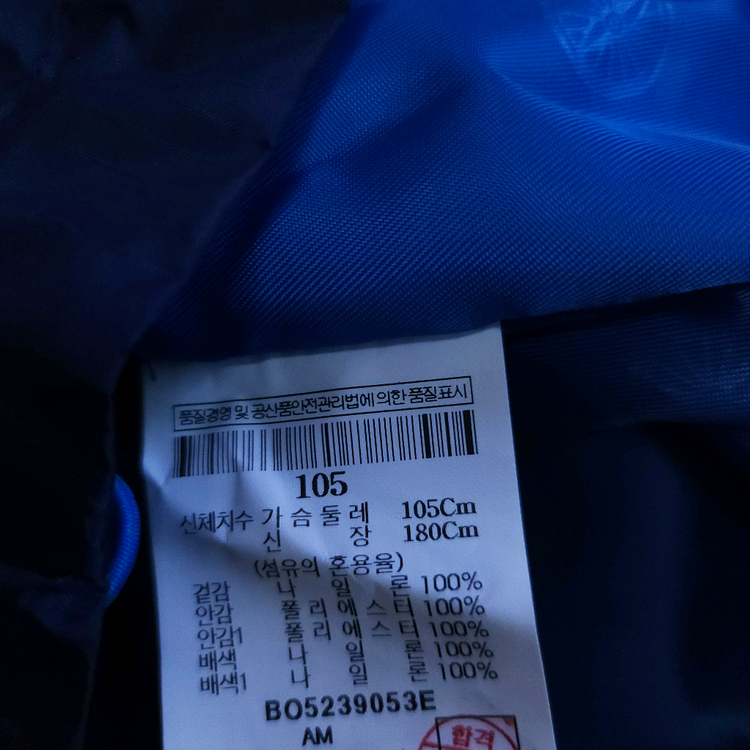 품질경영 및 공산품안전관리법에 의한 품질표시
105
신체치수 가 슴 둘 레 105Cm
신 장 180Cm
(섬유의 혼용율)
겉감 나 일 론 100%
안감 폴 리 에 스 터 100%
안감1 폴 리 에 스 터 100%
배색 나 일 론 100%
배색1 나 일 론 100%
BO5239053E
AM
합격